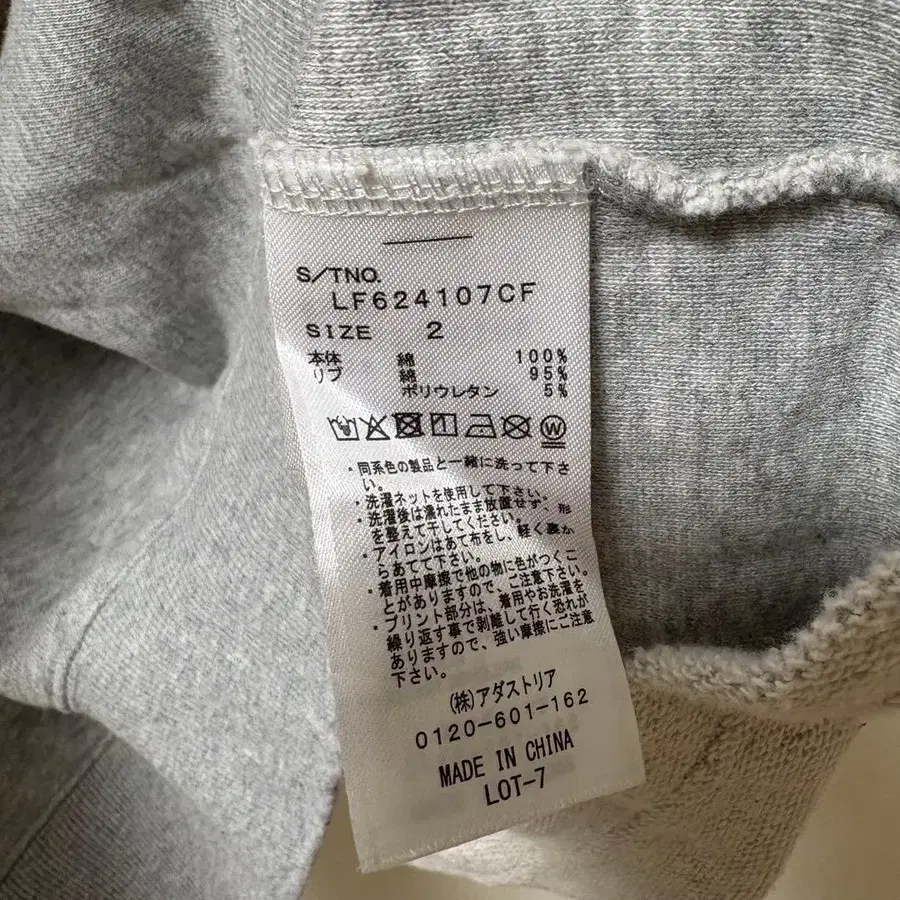 S/TNO.
LF624107CF
SIZE 2
本体 綿 100%
リブ 綿 95%
ポリウレタン 5%
W
・同系色の製品と一緒に洗って下さ
い。
・洗濯ネットを使用して下さい。
・洗濯後は濡れたまま放置せず、形
を整えて干してください。
・アイロンはあて布をし、軽く裏か
らあてて下さい。
・着用中摩擦で他の物に色がつくこ
とがありますので、ご注意下さい。
・プリント部分は、着用やお洗濯を
繰り返す事で剥離して行く恐れが
ありますので、強い摩擦にご注意
下さい。
(株)アダストリア
0120-601-162
MADE IN CHINA
LOT-7